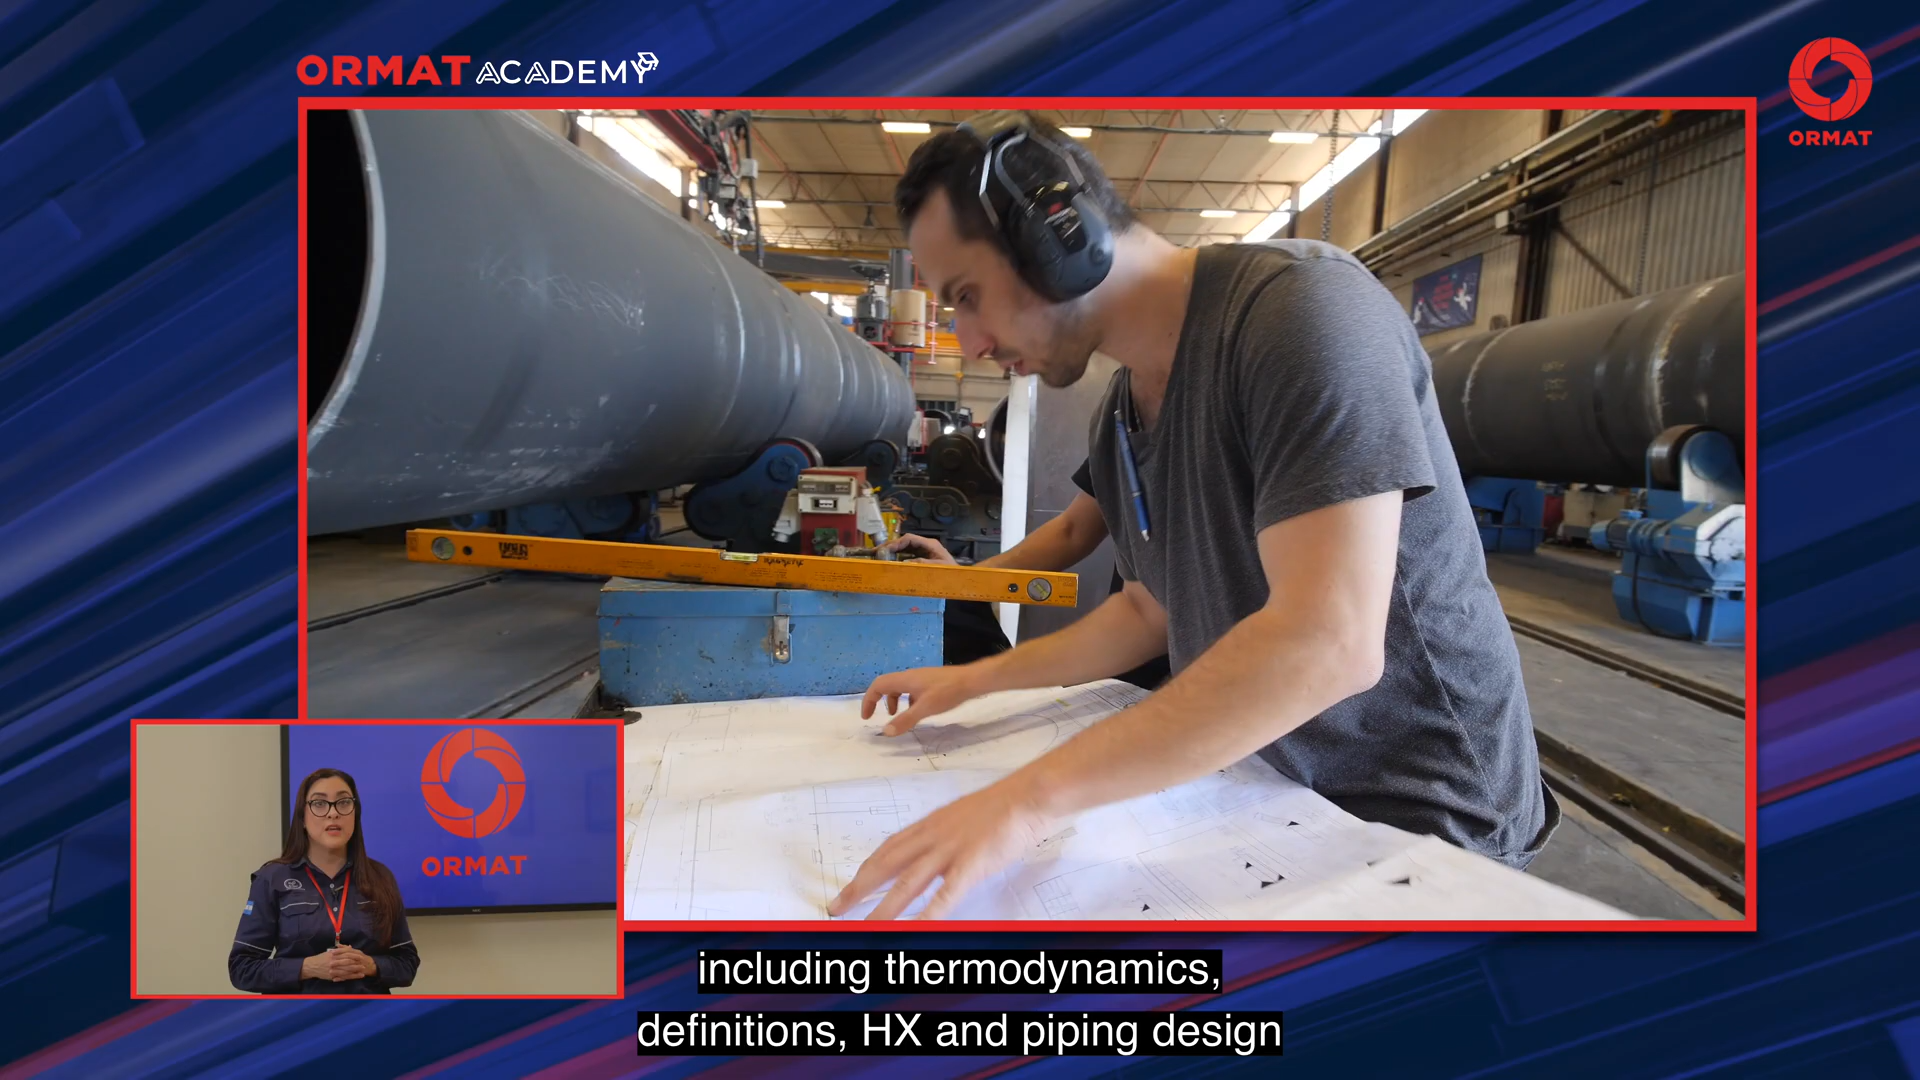 ORMAT ACADEMY
ORMAT
ORMAT
including thermodynamics,
definitions, HX and piping design